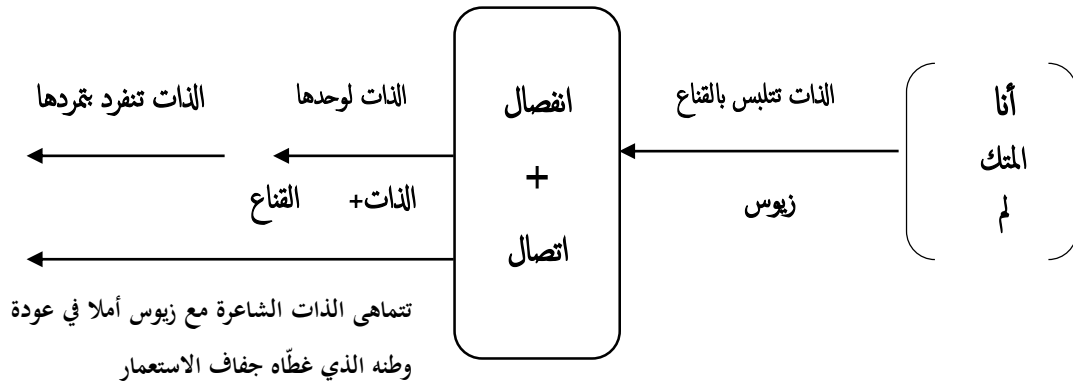 أنا
المتك
لم
الذات تتلبس بالقناع
زيوس
انفصال
+
اتصال
الذات لوحدها
الذات تنفرد بتمردها
الذات+ القناع
تتماهى الذات الشاعرة مع زيوس أملا في عودة
وطنه الذي غطّاه جفاف الاستعمار